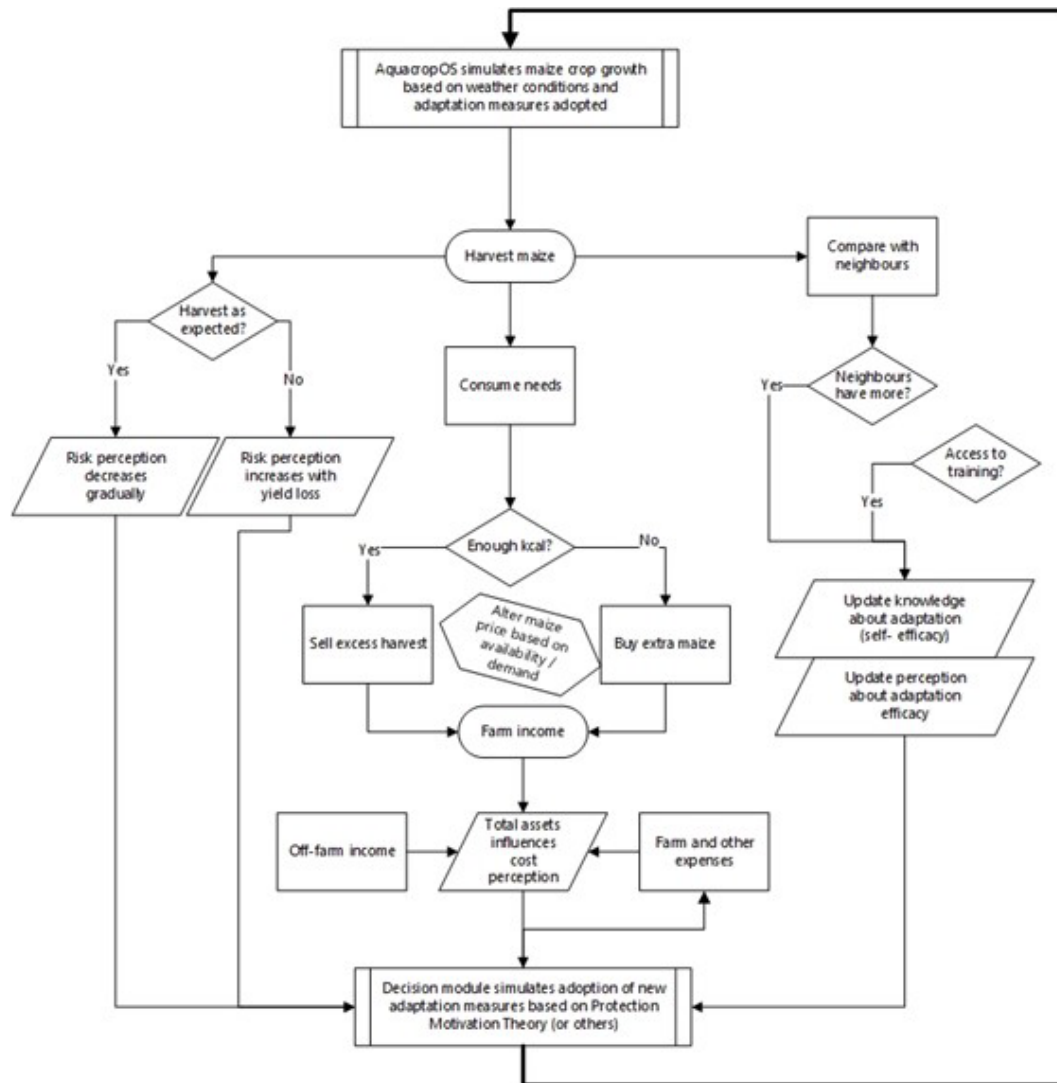 AquacropOS simulates maize crop growth
based on weather conditions and
adaptation measures adopted
Harvest maize
Compare with
neighbours
Harvest as
expected?
Yes
No
Consume needs
Neighbours
have more?
Yes
Access to
training?
Yes
Risk perception
decreases
gradually
Risk perception
increases with
yield loss
Enough kcal?
Yes
No
Sell excess harvest
Alter maize
price based on
availability /
demand
Buy extra maize
Update knowledge
about adaptation
(self- efficacy)
Update perception
about adaptation
efficacy
Farm income
Off-farm income
Total assets
influences
cost
perception
Farm and other
expenses
Decision module simulates adoption of new
adaptation measures based on Protection
Motivation Theory (or others)